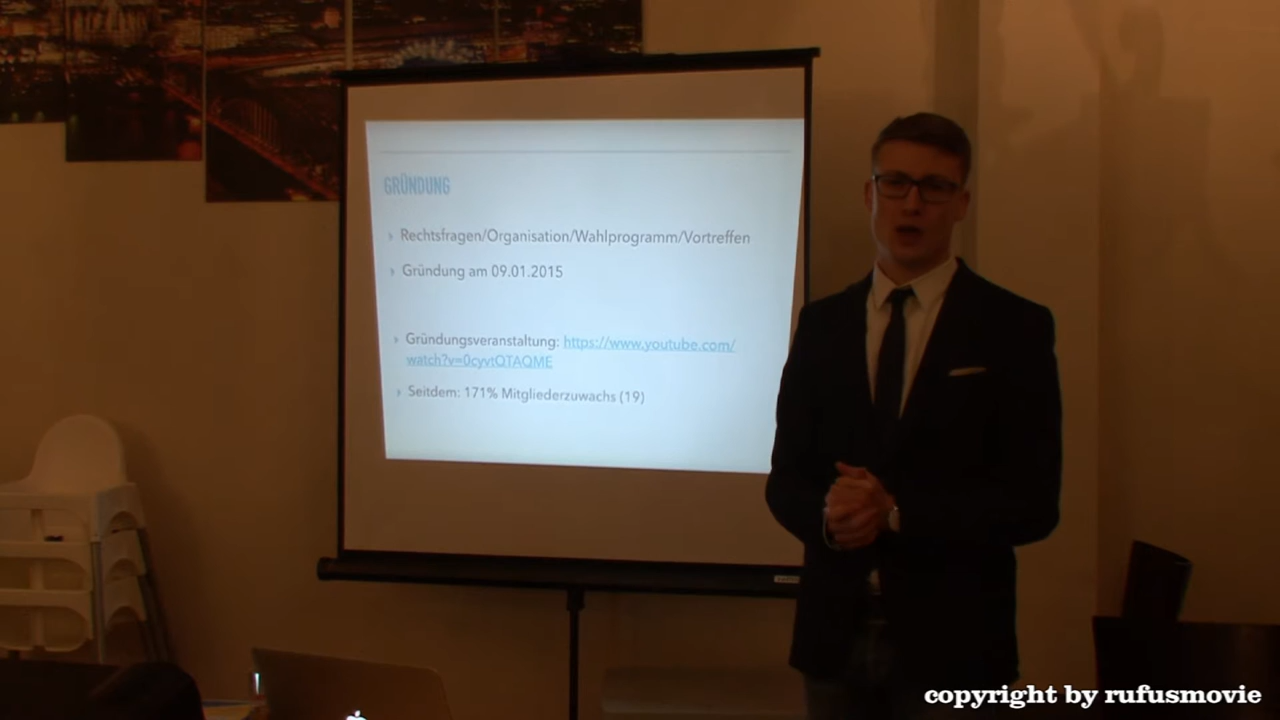 GRÜNDUNG
Rechtsfragen/Organisation/Wahlprogramm/Vortreffen
Gründung am 09.01.2015
Gründungsveranstaltung: https://www.youtube.com/
watch?v=0cyvtQTAQME
Seitdem: 171% Mitgliederzuwachs (19)
copyright by rufusmovie